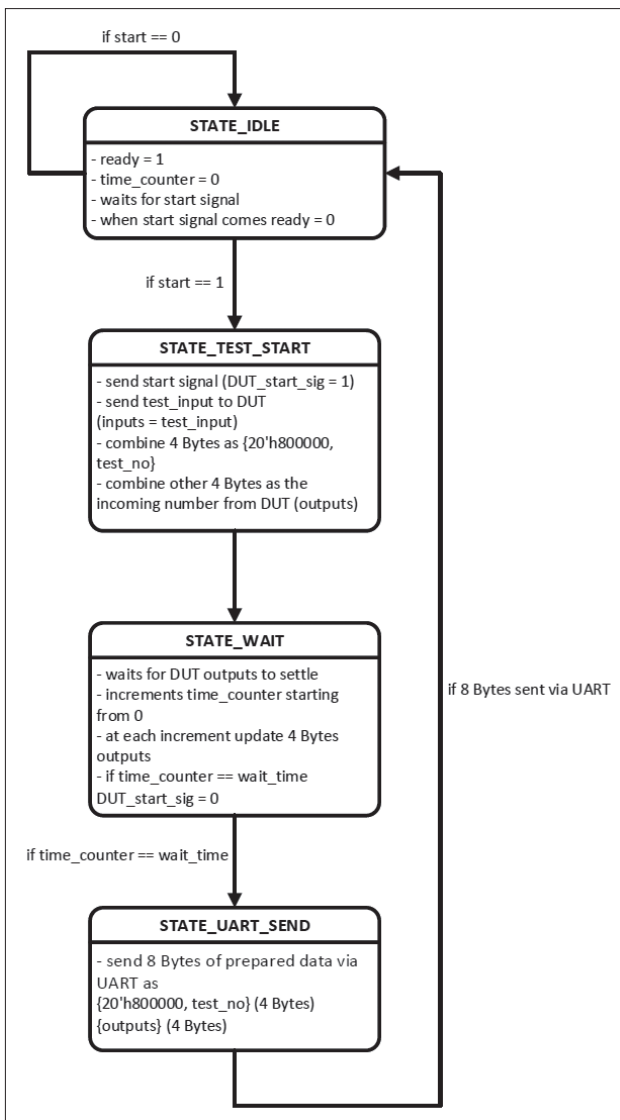 if start == 0
STATE_IDLE
- ready = 1
- time_counter = 0
- waits for start signal
- when start signal comes ready = 0
if start == 1
STATE_TEST_START
- send start signal (DUT_start_sig = 1)
- send test_input to DUT
(inputs = test_input)
- combine 4 Bytes as {20'h800000,
test_no}
- combine other 4 Bytes as the
incoming number from DUT (outputs)
STATE_WAIT
- waits for DUT outputs to settle
- increments time_counter starting
from 0
- at each increment update 4 Bytes
outputs
- if time_counter == wait_time
DUT_start_sig = 0
if 8 Bytes sent via UART
if time_counter == wait_time
STATE_UART_SEND
- send 8 Bytes of prepared data via
UART as
{20'h800000, test_no} (4 Bytes)
{outputs} (4 Bytes)